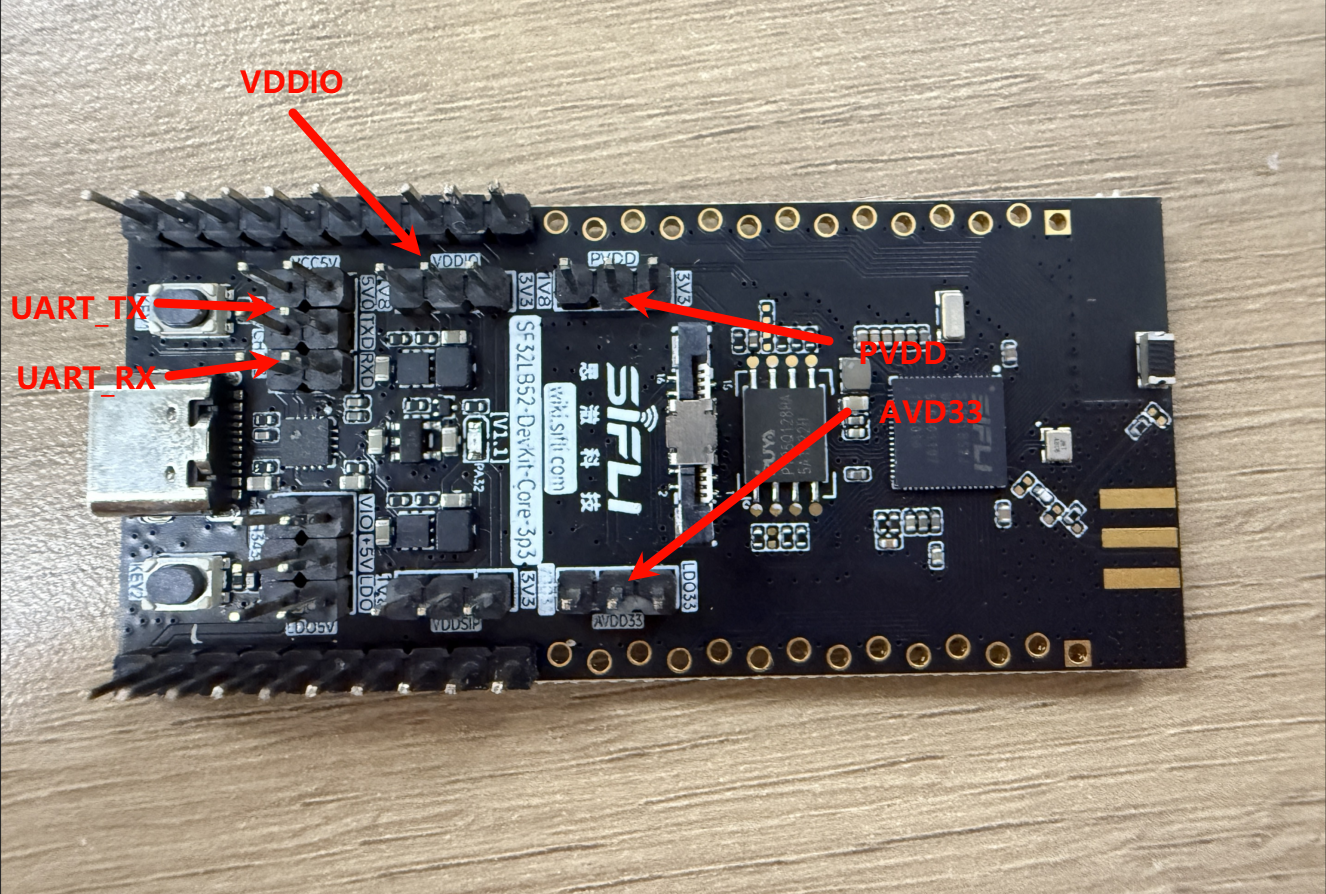 VDDIO
VCC5V
VDDIO
PVDD
UART_TX
5V0
1V8
3V3
1V8
3V3
TXD
RXD
UART_RX
PVDD
AVD33
SF32LB52-DevKit-Core-3p3
wiki.sifli.com
SIFLI
思澈科技
(V1.1)
PA32
SIFLI
VIO
+5V
LDO
KEY2
3V3
LDO33
LDO5V
VDDSIP
AVDD33